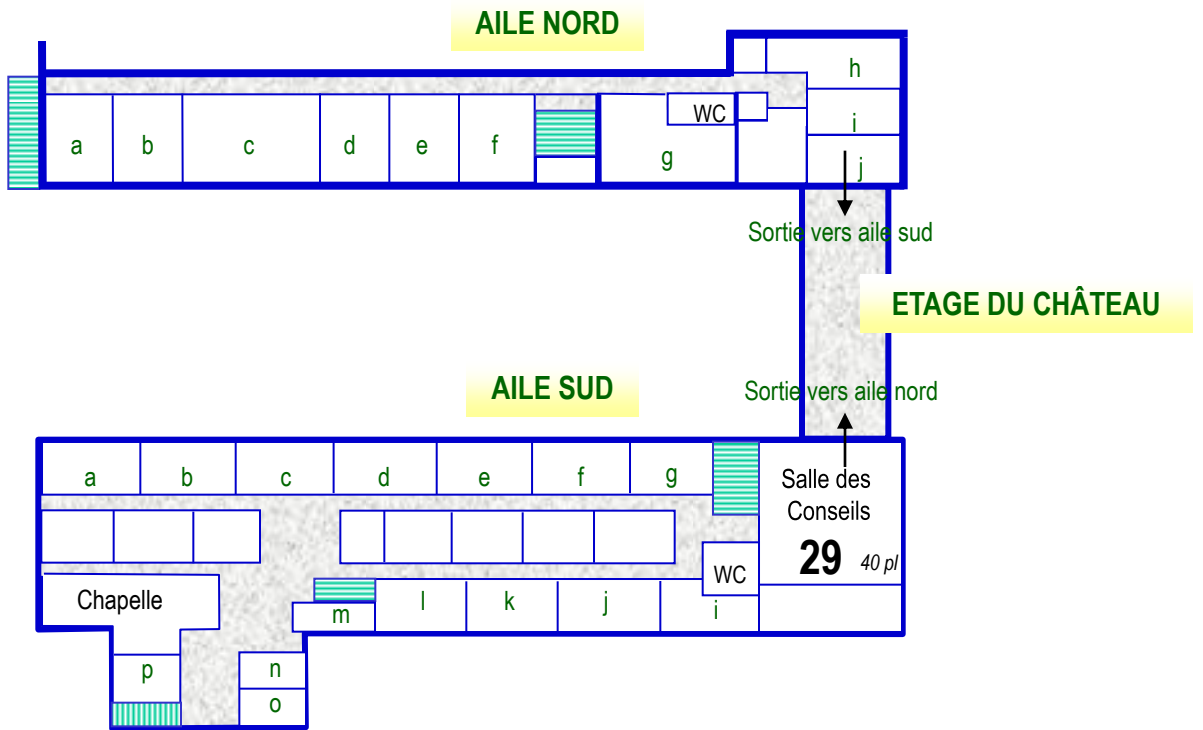 AILE NORD
h
a b c d e f g WC i
j
Sortie vers aile sud
ETAGE DU CHÂTEAU
AILE SUD
Sortie vers aile nord
a b c d e f g
Salle des
Conseils
29 40 pl
WC
Chapelle
m l k j i
p n
o